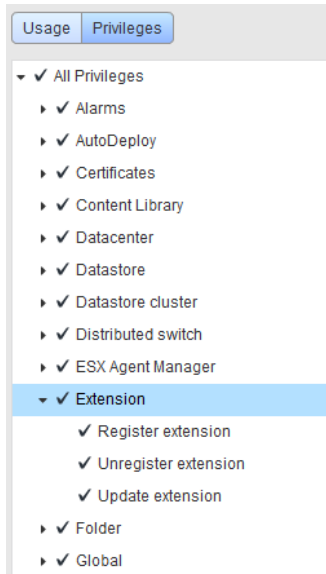 Usage Privileges
All Privileges
Alarms
AutoDeploy
Certificates
Content Library
Datacenter
Datastore
Datastore cluster
Distributed switch
ESX Agent Manager
Extension
Register extension
Unregister extension
Update extension
Folder
Global